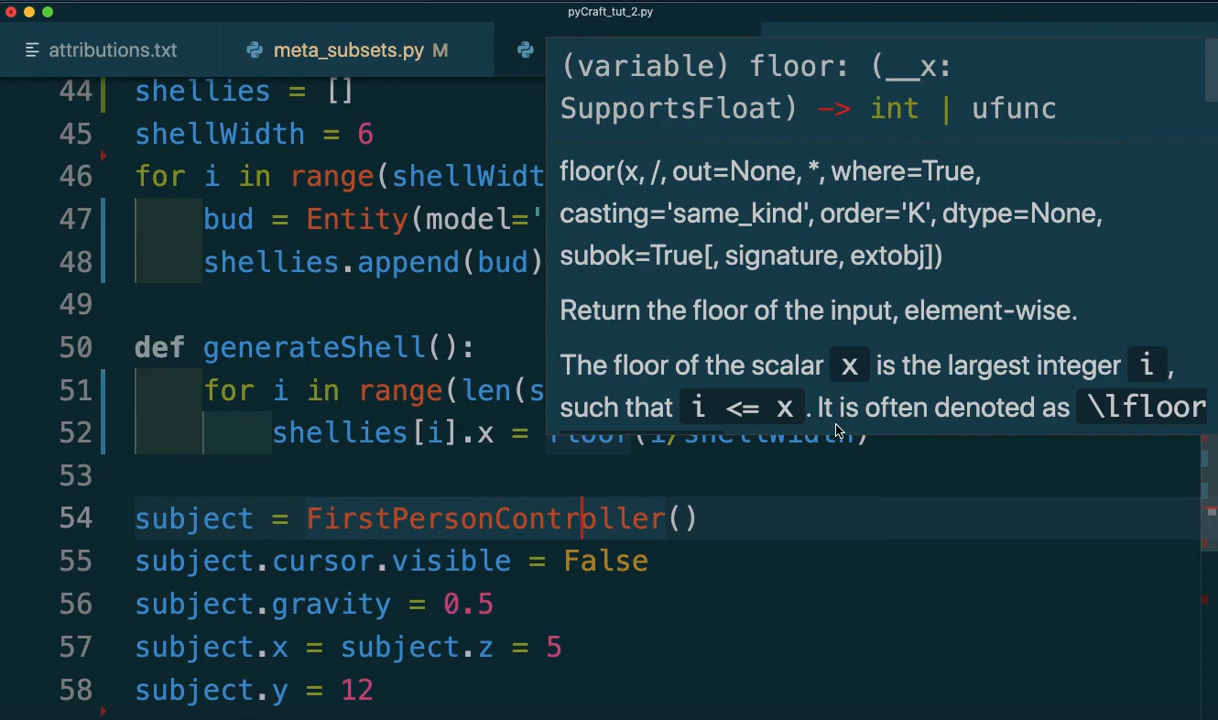 pyCraft_tut_2.py
attributions.txt
meta_subsets.py M
44 shellies = []
45 shellWidth = 6
46 for i in range(shellWidt
47 bud = Entity(model='
48 shellies.append(bud)
49
50 def generateShell():
51 for i in range(len(s
52 shellies[i].x = floor(i/shellWidth)
53
54 subject = FirstPersonController()
55 subject.cursor.visible = False
56 subject.gravity = 0.5
57 subject.x = subject.z = 5
58 subject.y = 12
(variable) floor: (__x:
SupportsFloat) -> int | ufunc
floor(x, /, out=None, *, where=True,
casting='same_kind', order='K', dtype=None,
subok=True[, signature, extobj])
Return the floor of the input, element-wise.
The floor of the scalar x is the largest integer i,
such that i <= x. It is often denoted as \lfloor